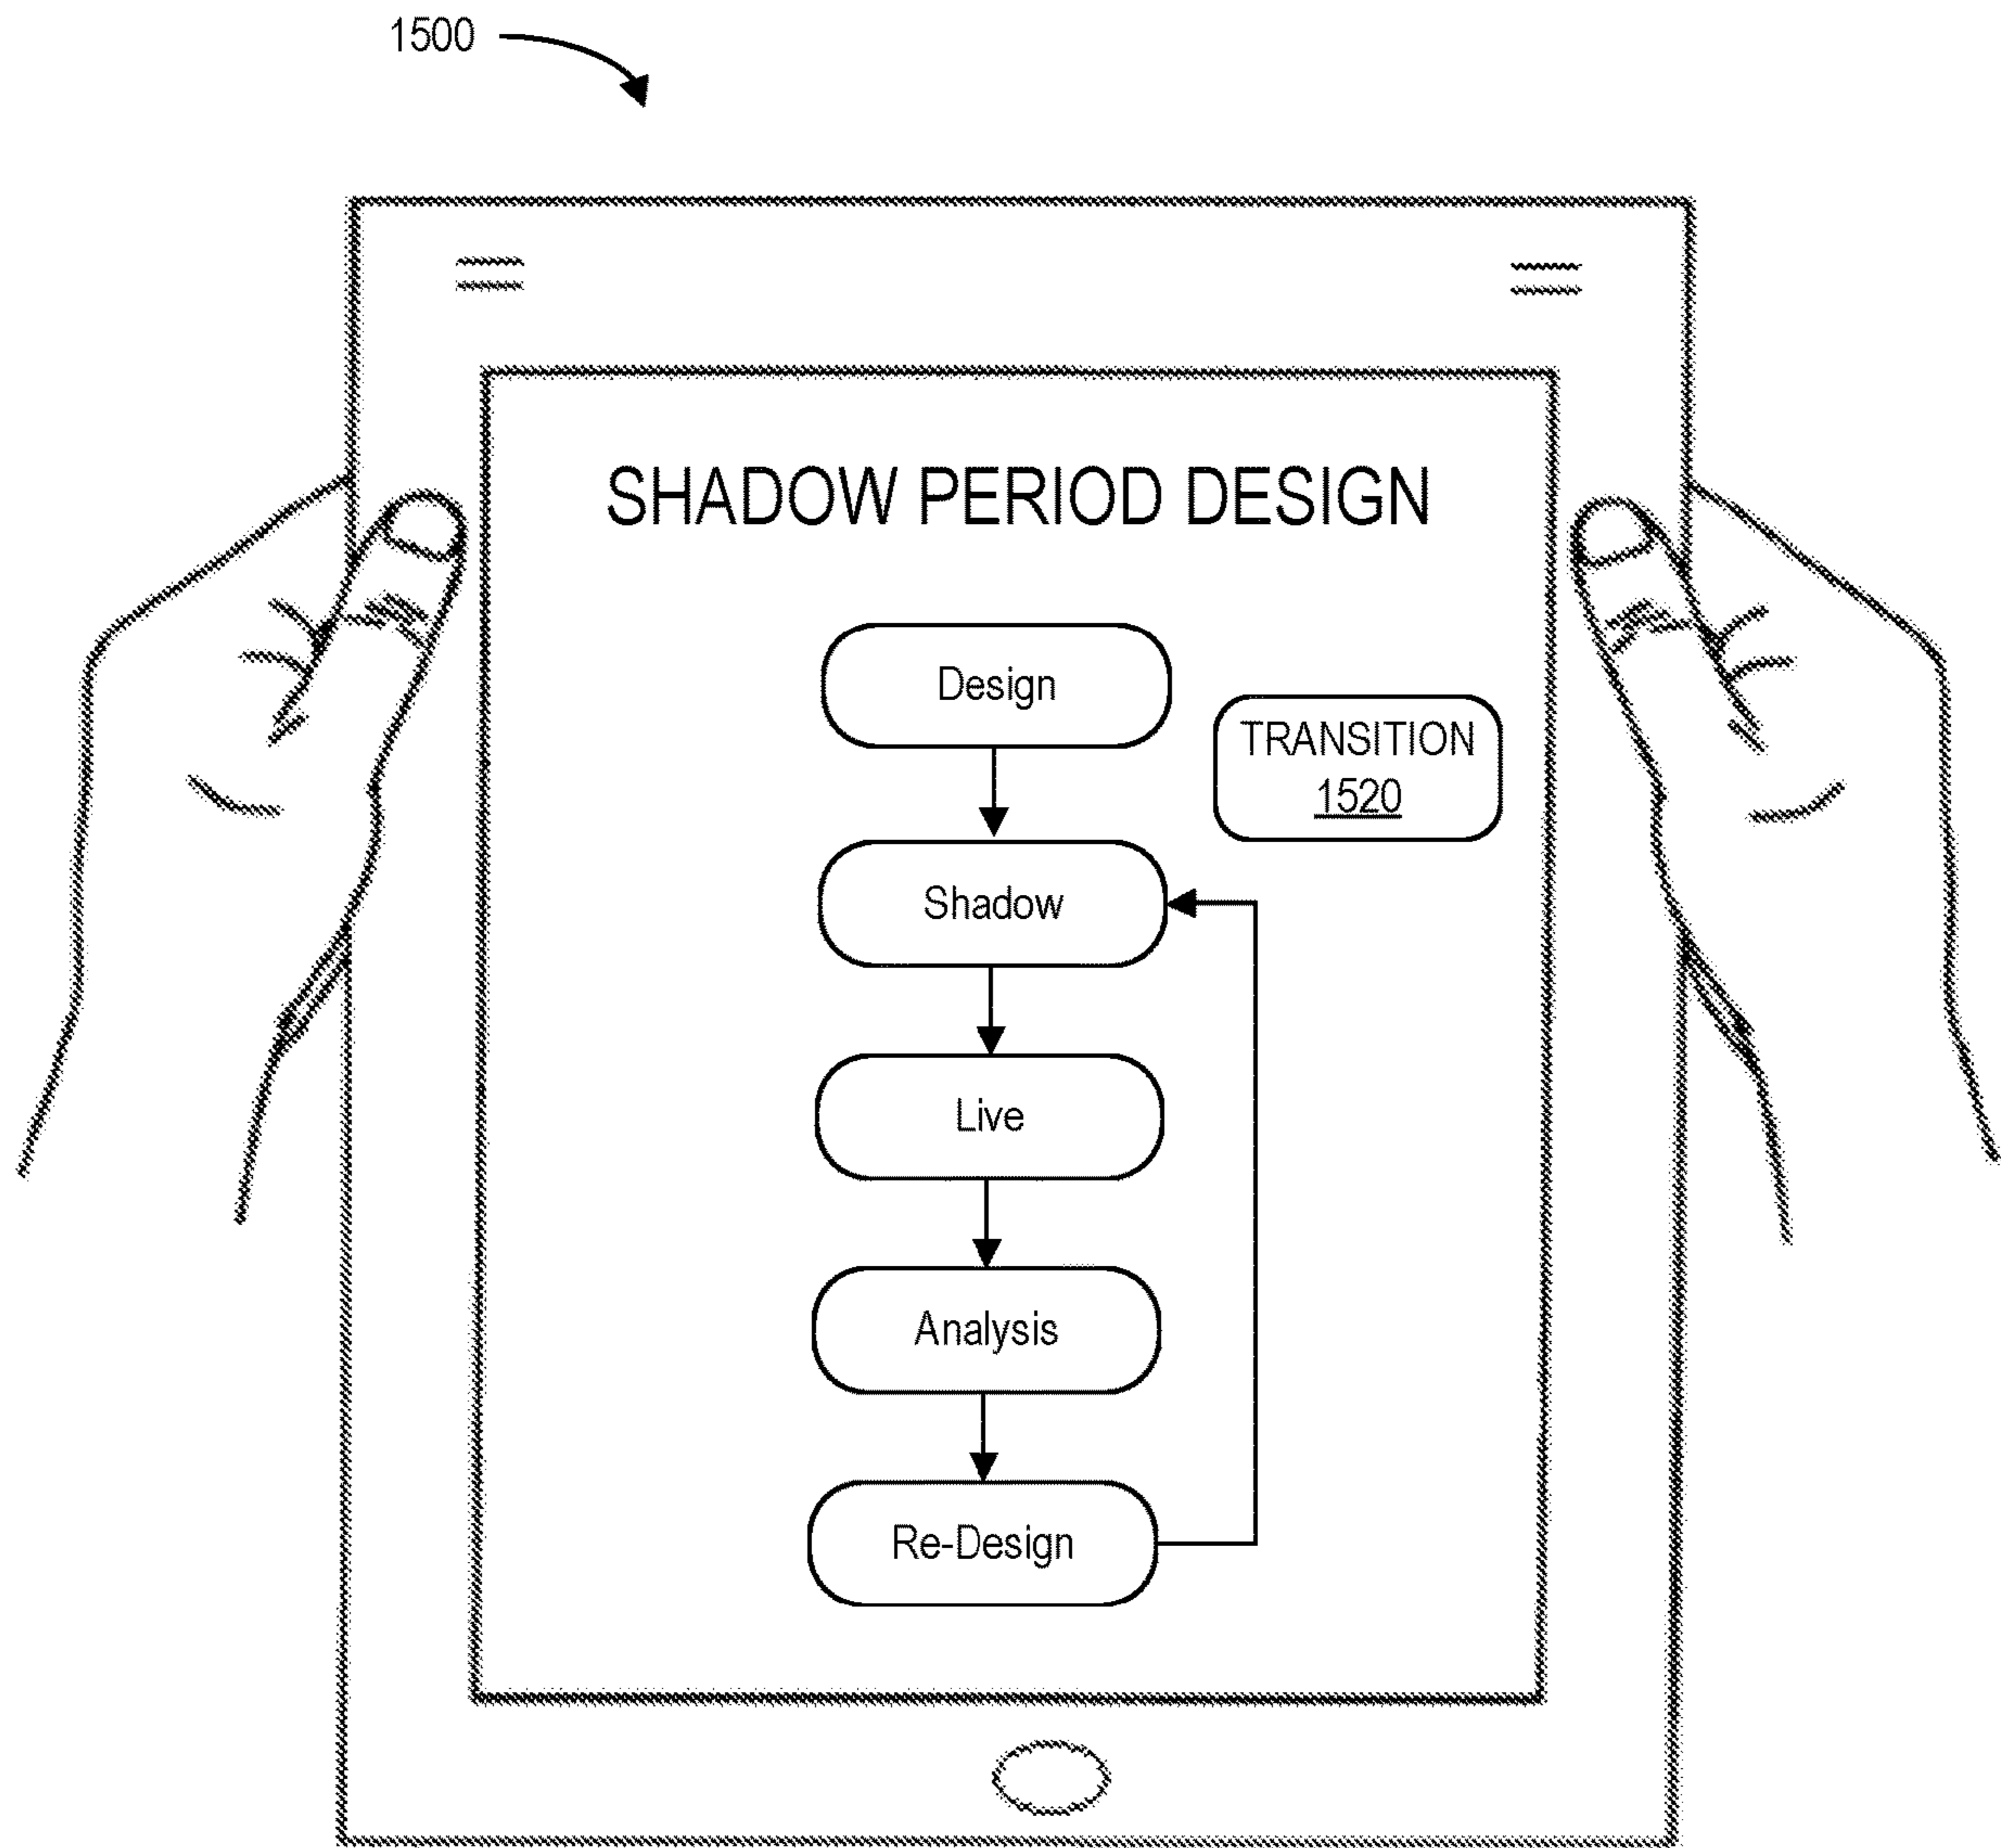 1500
SHADOW PERIOD DESIGN
Design
TRANSITION
1520
Shadow
Live
Analysis
Re-Design